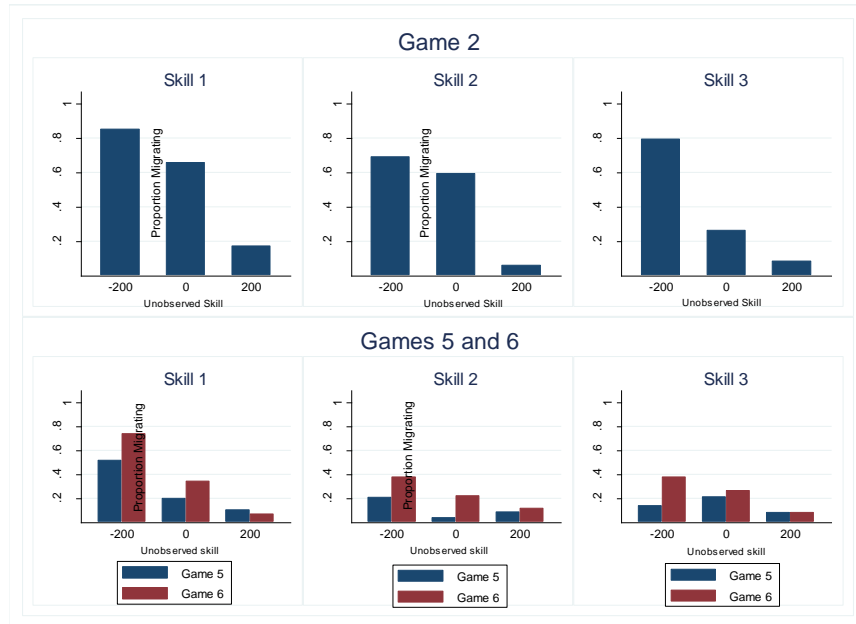 Game 2
Skill 1
Skill 2
Skill 3
Proportion Migrating
1
.8
.6
.4
.2
-200
0
200
Unobserved Skill
Proportion Migrating
1
.8
.6
.4
.2
-200
0
200
Unobserved Skill
1
.8
.6
.4
.2
-200
0
200
Unobserved Skill
Games 5 and 6
Skill 1
Skill 2
Skill 3
Proportion Migrating
1
.8
.6
.4
.2
-200
0
200
Unobserved skill
Game 5
Game 6
Proportion Migrating
1
.8
.6
.4
.2
-200
0
200
Unobserved skill
Game 5
Game 6
1
.8
.6
.4
.2
-200
0
200
Unobserved skill
Game 5
Game 6